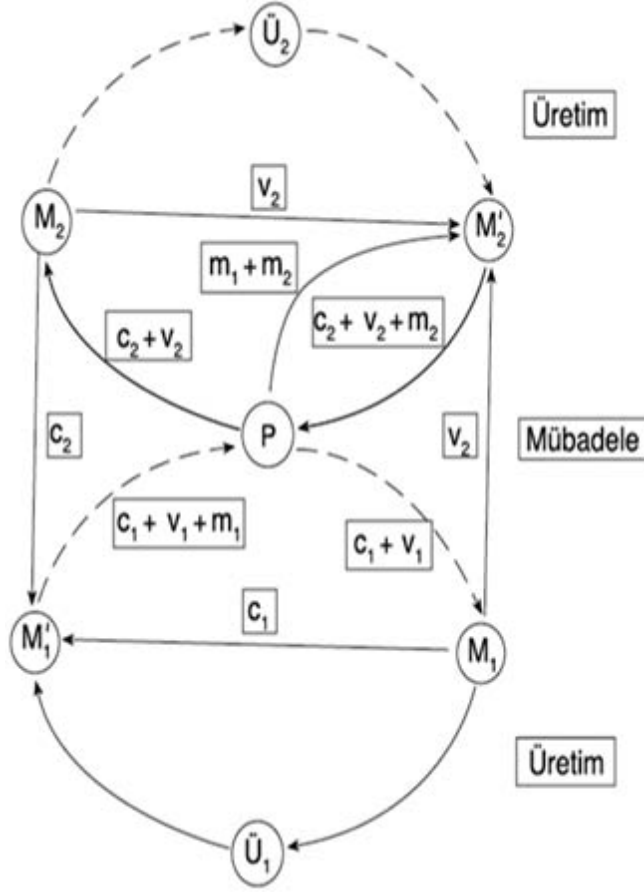 Ü₂
Üretim
M₂
v₂
M′₂
m₁ + m₂
c₂ + v₂
c₂ + v₂ + m₂
P
c₂
v₂
Mübadele
c₁ + v₁ + m₁
c₁ + v₁
c₁
M′₁
M₁
Üretim
Ü₁